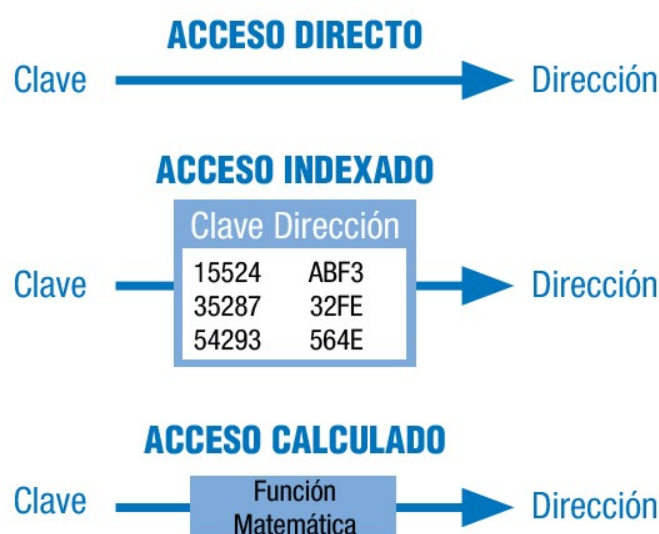 ACCESO DIRECTO
Clave Dirección
ACCESO INDEXADO
Clave Dirección
15524 ABF3
Clave 35287 32FE Dirección
54293 564E
ACCESO CALCULADO
Clave Función Dirección
Matemática